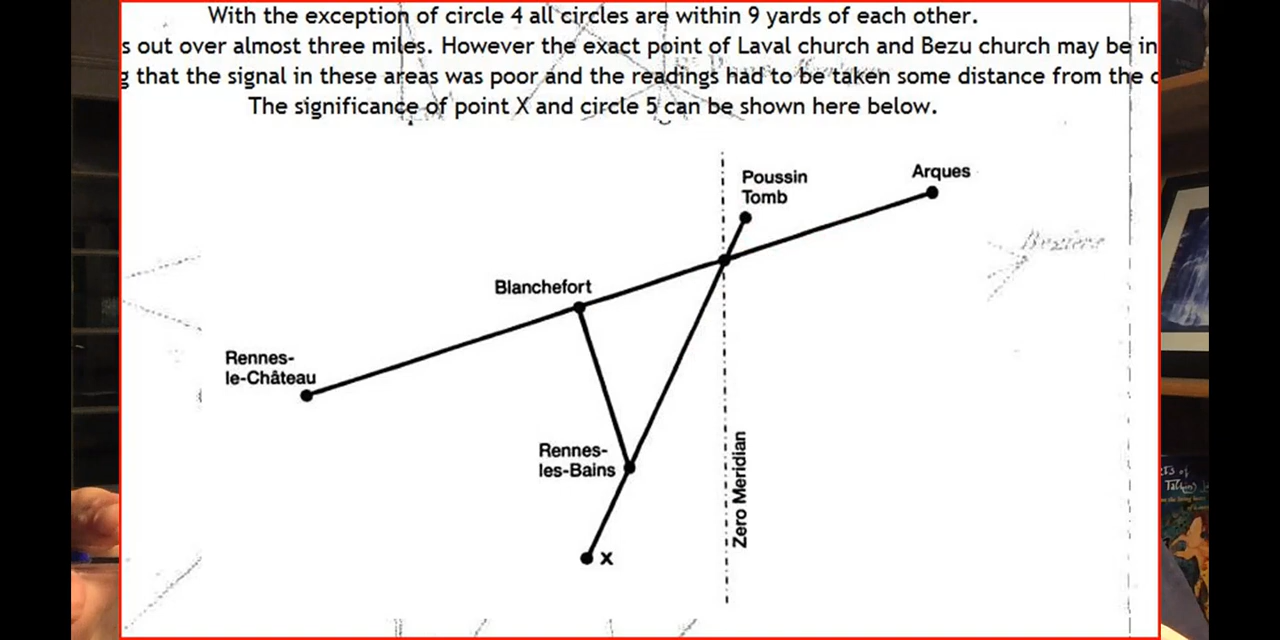 With the exception of circle 4 all circles are within 9 yards of each other.
s out over almost three miles. However the exact point of Laval church and Bezu church may be in
g that the signal in these areas was poor and the readings had to be taken some distance from the c
The significance of point X and circle 5 can be shown here below.
Poussin
Tomb
Arques
Blanchefort
Rennes-
le-Château
Rennes-
les-Bains
Zero Meridian
X